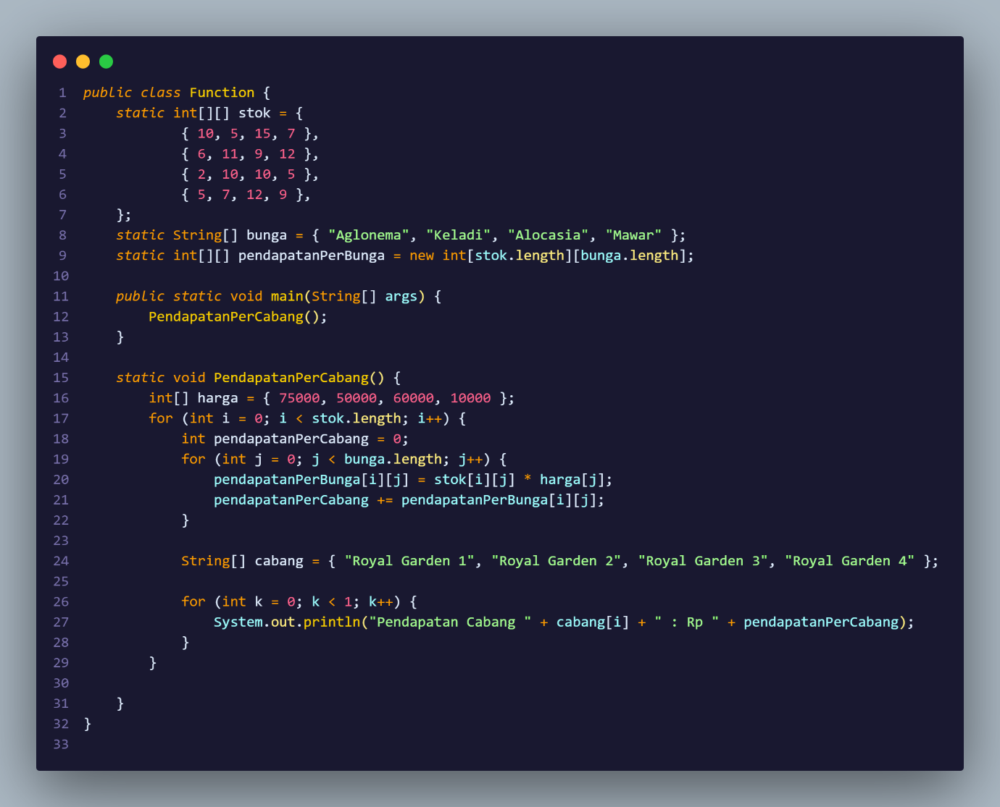 1 public class Function {
2     static int[][] stok = {
3             { 10, 5, 15, 7 },
4             { 6, 11, 9, 12 },
5             { 2, 10, 10, 5 },
6             { 5, 7, 12, 9 },
7     };
8     static String[] bunga = { "Aglonema", "Keladi", "Alocasia", "Mawar" };
9     static int[][] pendapatanPerBunga = new int[stok.length][bunga.length];
10
11     public static void main(String[] args) {
12         PendapatanPerCabang();
13     }
14
15     static void PendapatanPerCabang() {
16         int[] harga = { 75000, 50000, 60000, 10000 };
17         for (int i = 0; i < stok.length; i++) {
18             int pendapatanPerCabang = 0;
19             for (int j = 0; j < bunga.length; j++) {
20                 pendapatanPerBunga[i][j] = stok[i][j] * harga[j];
21                 pendapatanPerCabang += pendapatanPerBunga[i][j];
22             }
23
24             String[] cabang = { "Royal Garden 1", "Royal Garden 2", "Royal Garden 3", "Royal Garden 4" };
25
26             for (int k = 0; k < 1; k++) {
27                 System.out.println("Pendapatan Cabang " + cabang[i] + " : Rp " + pendapatanPerCabang);
28             }
29         }
30
31     }
32 }
33